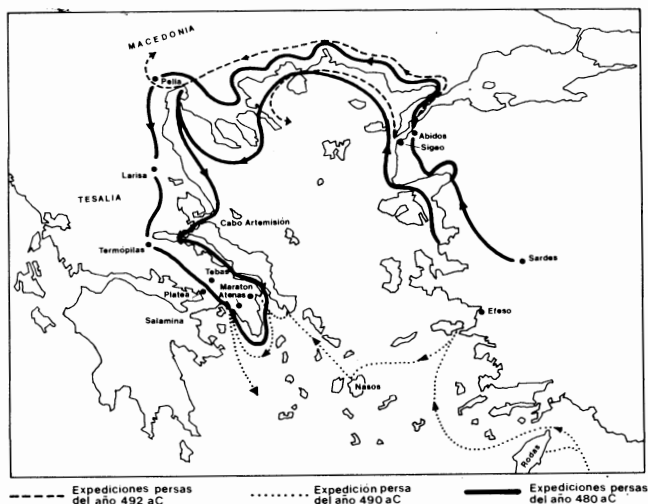 MACEDONIA
Pella
Abidos
Sigeo
Larisa
TESALIA
Cabo Artemisión
Termópilas
Sardes
Tebas
Maraton
Platea
Atenas
Salamina
Efeso
Nasos
Rodas
Expediciones persas
del año 492 aC
Expedición persa
del año 490 aC
Expediciones persas
del año 480 aC